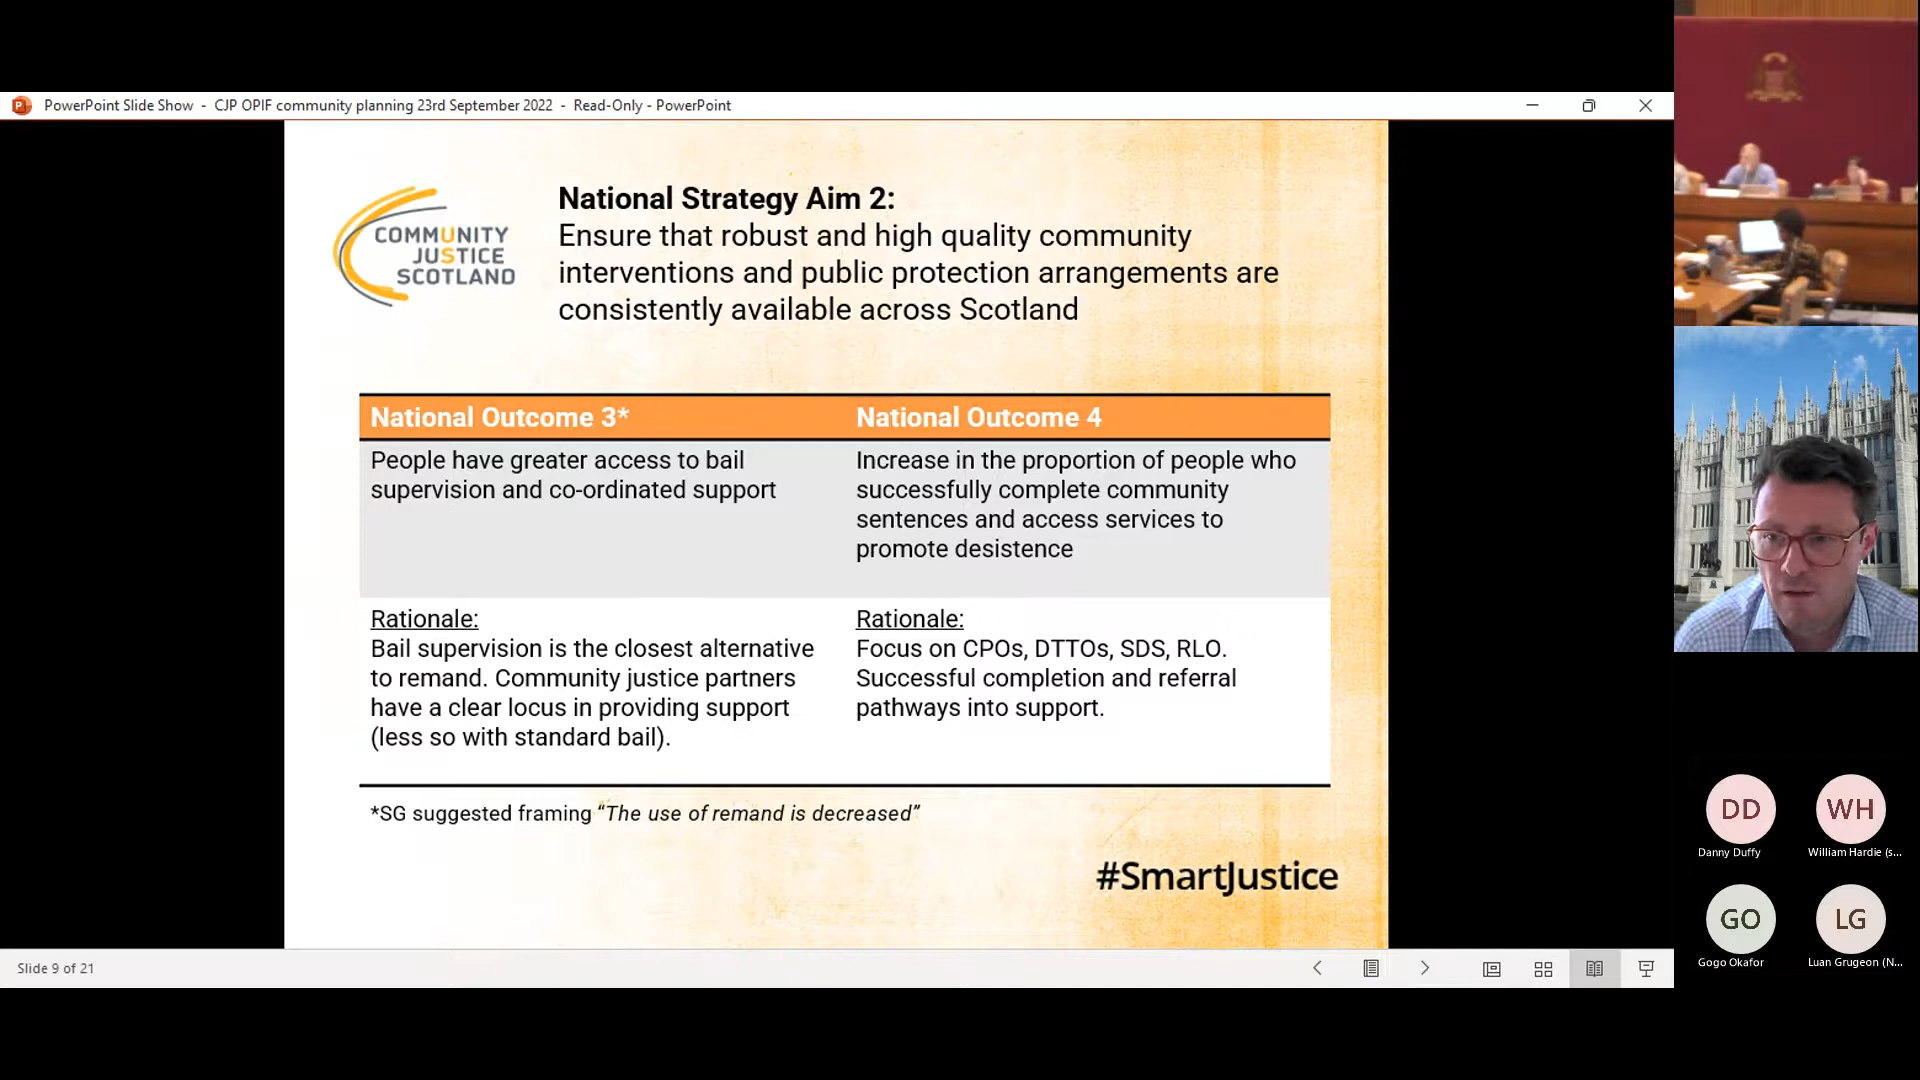 PowerPoint Slide Show - CJP OPIF community planning 23rd September 2022 - Read-Only - PowerPoint
COMMUNITY
JUSTICE
SCOTLAND
National Strategy Aim 2:
Ensure that robust and high quality community
interventions and public protection arrangements are
consistently available across Scotland
National Outcome 3*
People have greater access to bail
supervision and co-ordinated support
National Outcome 4
Increase in the proportion of people who
successfully complete community
sentences and access services to
promote desistence
Rationale:
Bail supervision is the closest alternative
to remand. Community justice partners
have a clear locus in providing support
(less so with standard bail).
Rationale:
Focus on CPOs, DTTOs, SDS, RLO.
Successful completion and referral
pathways into support.
*SG suggested framing “The use of remand is decreased”
#SmartJustice
Slide 9 of 21
DD
Danny Duffy
WH
William Hardie (s...
GO
Gogo Okafor
LG
Luan Grugeon (N...